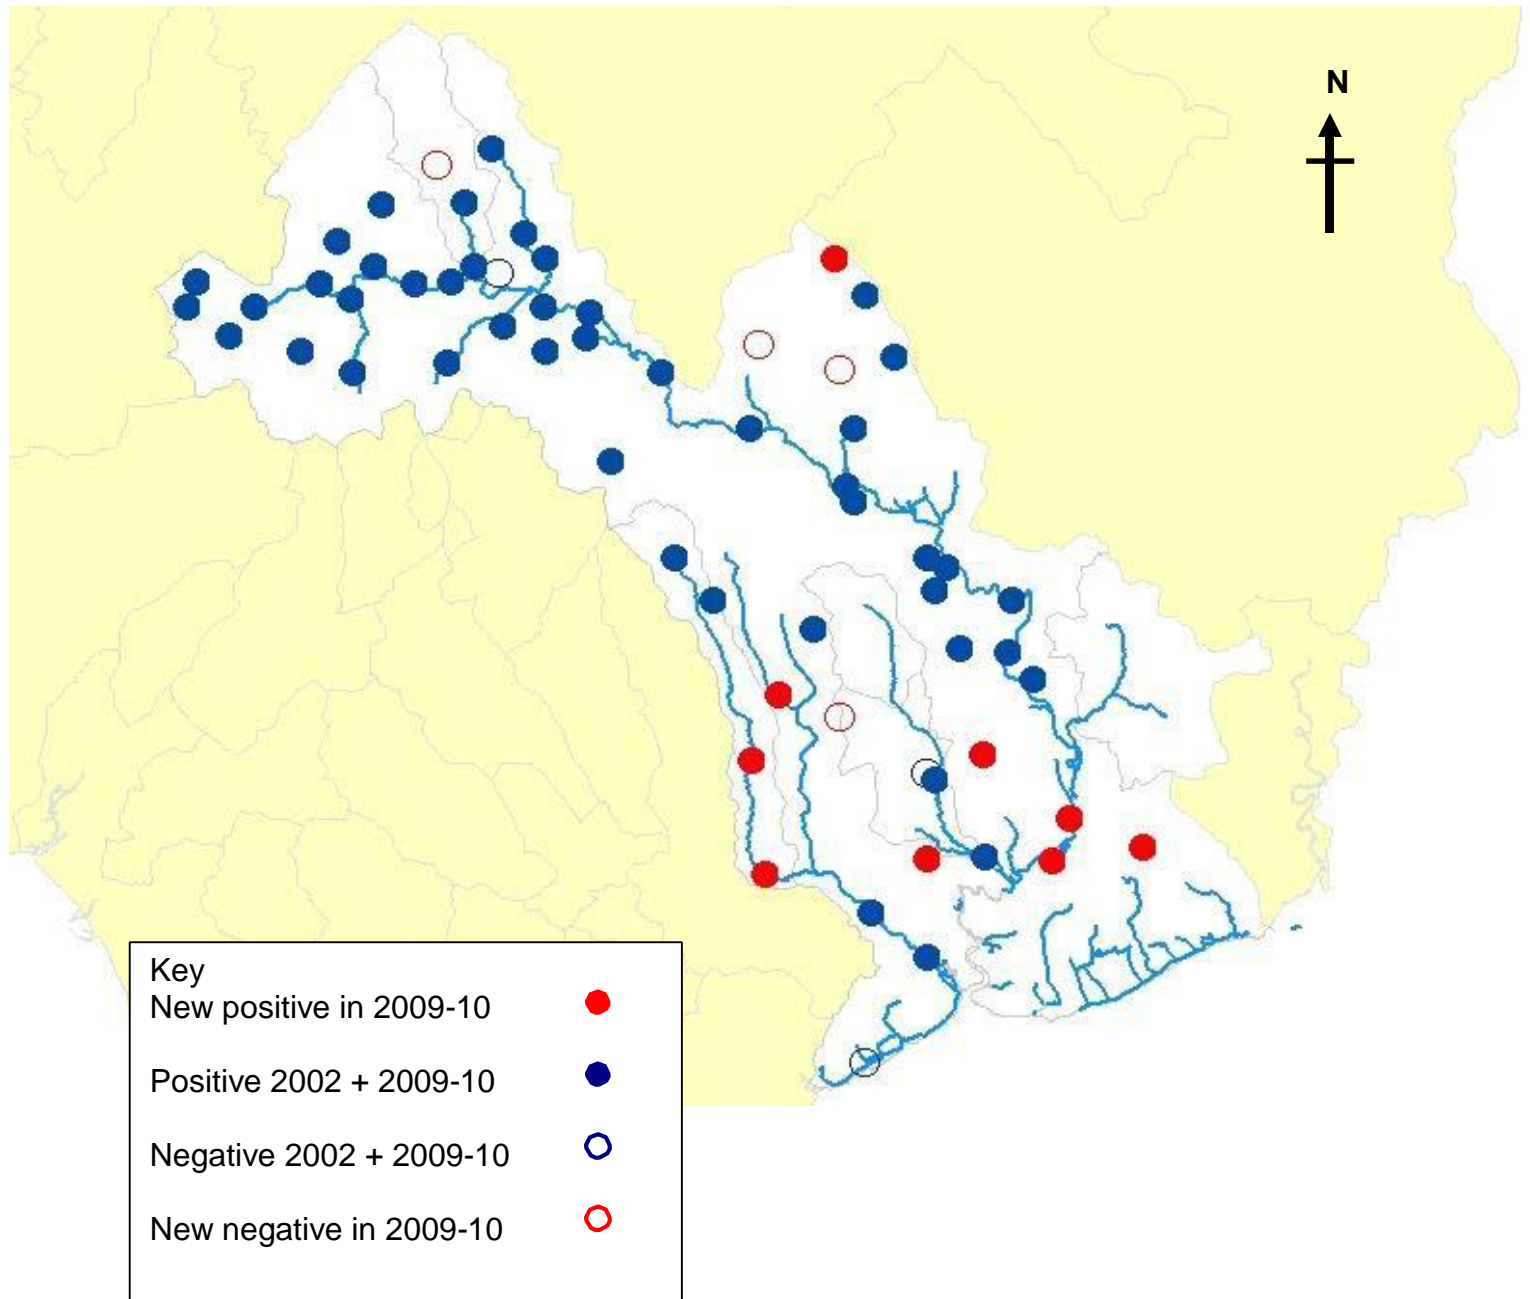 N
Key
New positive in 2009-10
Positive 2002 + 2009-10
Negative 2002 + 2009-10
New negative in 2009-10